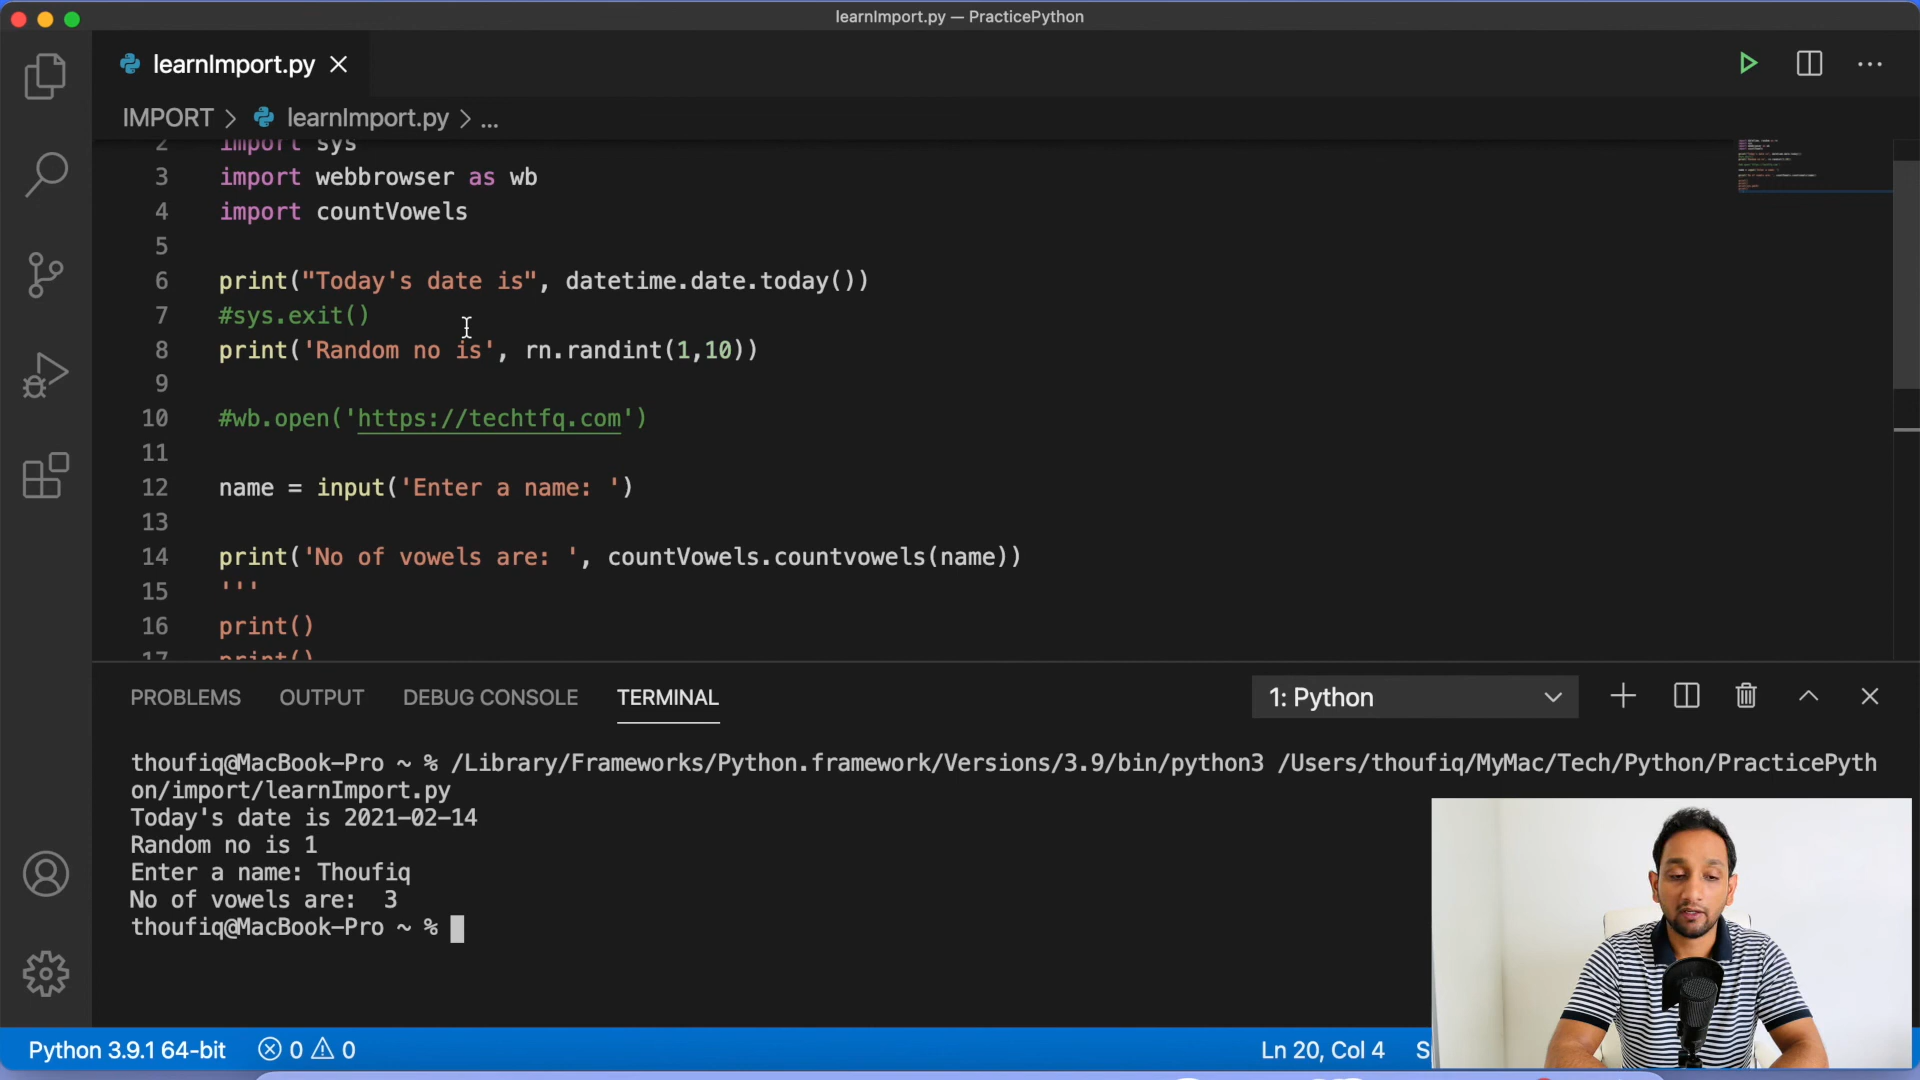 learnImport.py — PracticePython
learnImport.py
IMPORT > learnImport.py > ...
2 import sys
3 import webbrowser as wb
4 import countVowels
5
6 print("Today's date is", datetime.date.today())
7 #sys.exit()
8 print('Random no is', rn.randint(1,10))
9
10 #wb.open('https://techtfq.com')
11
12 name = input('Enter a name: ')
13
14 print('No of vowels are: ', countVowels.countvowels(name))
15 '''
16 print()
17 print()
PROBLEMS OUTPUT DEBUG CONSOLE TERMINAL 1: Python
thoufiq@MacBook-Pro ~ % /Library/Frameworks/Python.framework/Versions/3.9/bin/python3 /Users/thoufiq/MyMac/Tech/Python/PracticePyth
on/import/learnImport.py
Today's date is 2021-02-14
Random no is 1
Enter a name: Thoufiq
No of vowels are:  3
thoufiq@MacBook-Pro ~ %
Python 3.9.1 64-bit 0 0 Ln 20, Col 4 S